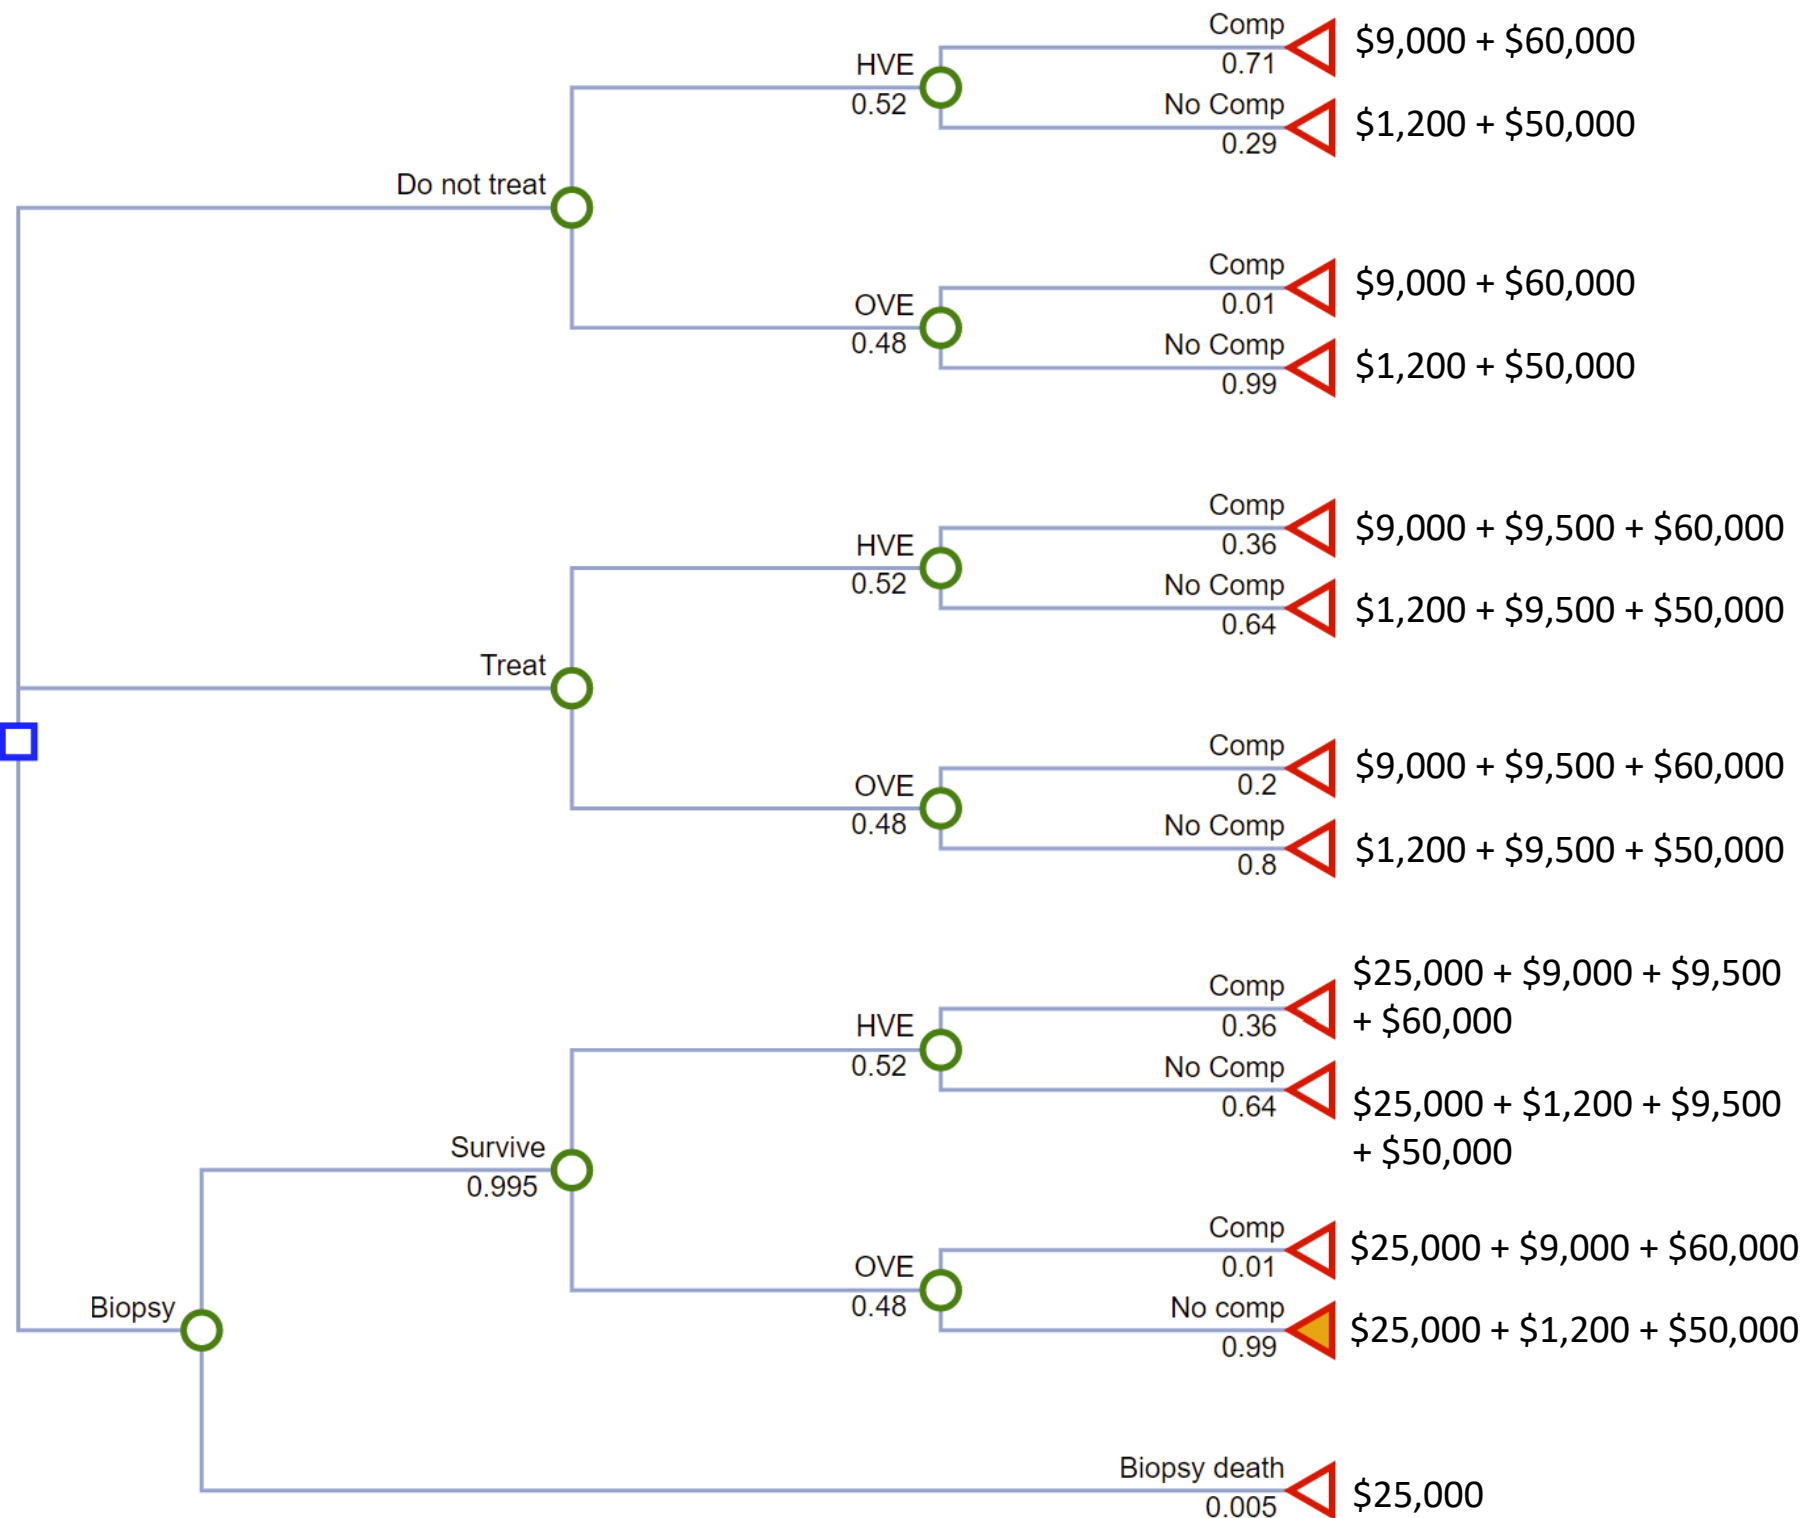 Comp
0.71
$9,000 + $60,000
HVE
0.52
No Comp
0.29
$1,200 + $50,000
Do not treat
Comp
0.01
$9,000 + $60,000
OVE
0.48
No Comp
0.99
$1,200 + $50,000
Comp
0.36
$9,000 + $9,500 + $60,000
HVE
0.52
No Comp
0.64
$1,200 + $9,500 + $50,000
Treat
Comp
0.2
$9,000 + $9,500 + $60,000
OVE
0.48
No Comp
0.8
$1,200 + $9,500 + $50,000
Comp
0.36
$25,000 + $9,000 + $9,500
+ $60,000
HVE
0.52
No Comp
0.64
$25,000 + $1,200 + $9,500
+ $50,000
Survive
0.995
Comp
0.01
$25,000 + $9,000 + $60,000
OVE
0.48
No comp
0.99
$25,000 + $1,200 + $50,000
Biopsy
Biopsy death
0.005
$25,000